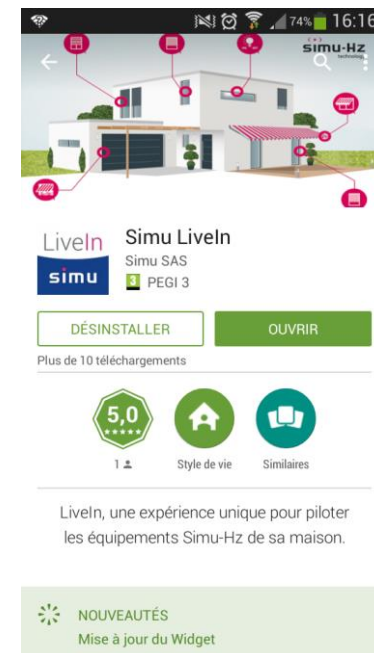 74% 16:16
simu-Hz
technology
LiveIn
simu
Simu LiveIn
Simu SAS
3 PEGI 3
DÉSINSTALLER
OUVRIR
Plus de 10 téléchargements
5,0
1
Style de vie
Similaires
LiveIn, une expérience unique pour piloter
les équipements Simu-Hz de sa maison.
NOUVEAUTÉS
Mise à jour du Widget